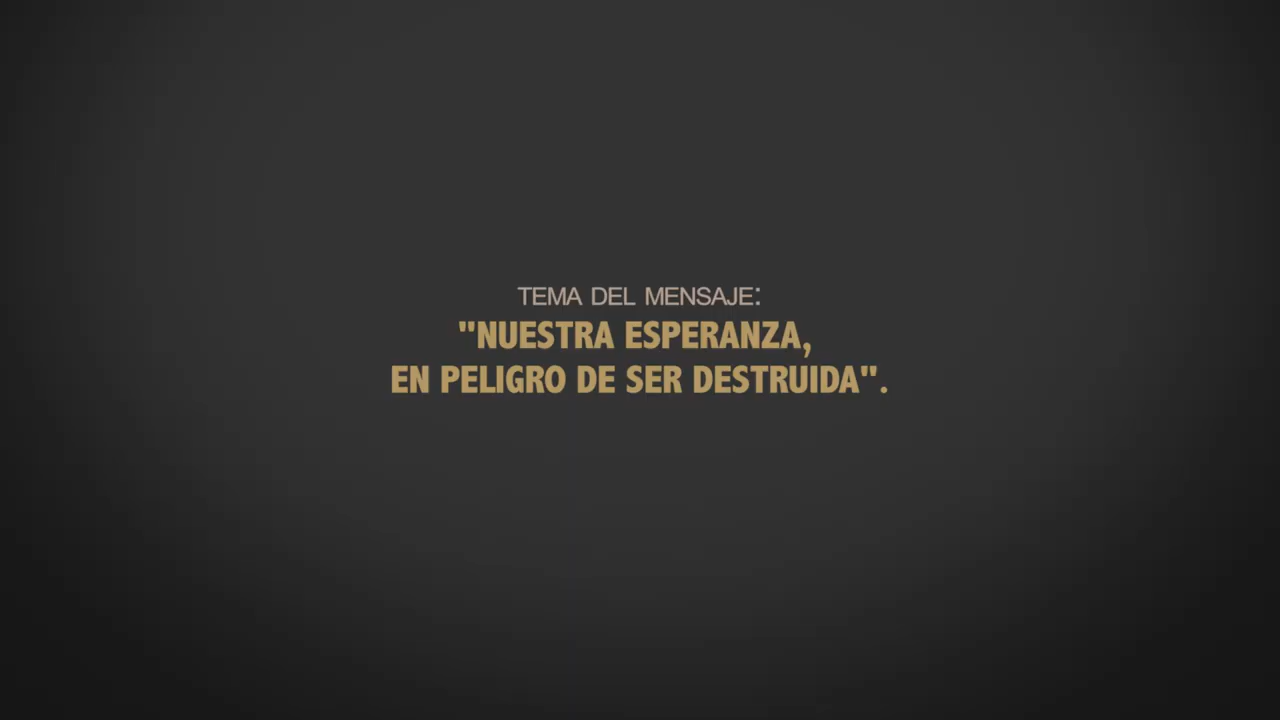 TEMA DEL MENSAJE:
"NUESTRA ESPERANZA,
EN PELIGRO DE SER DESTRUIDA".